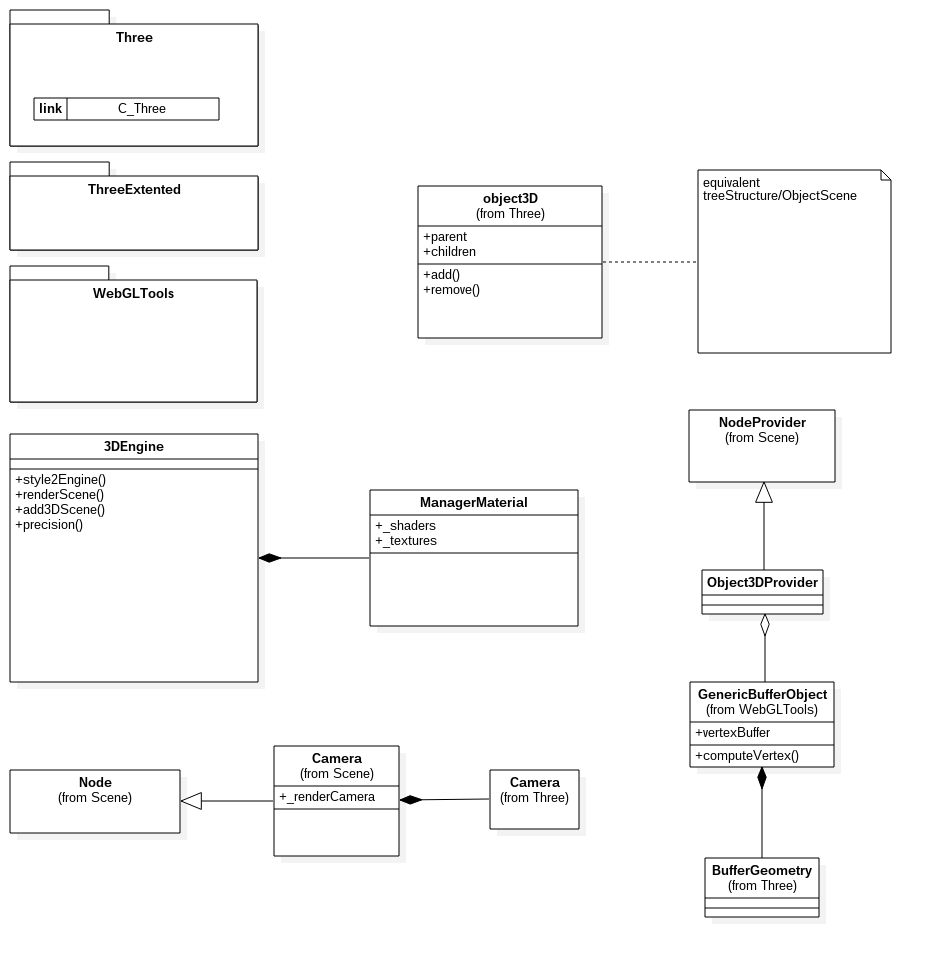 Three
link C_Three
ThreeExtented
WebGLTools
object3D
(from Three)
+parent
+children
+add()
+remove()
equivalent
treeStructure/ObjectScene
3DEngine
+style2Engine()
+renderScene()
+add3DScene()
+precision()
ManagerMaterial
+_shaders
+_textures
NodeProvider
(from Scene)
Object3DProvider
GenericBufferObject
(from WebGLTools)
+vertexBuffer
+computeVertex()
Node
(from Scene)
Camera
(from Scene)
+_renderCamera
Camera
(from Three)
BufferGeometry
(from Three)